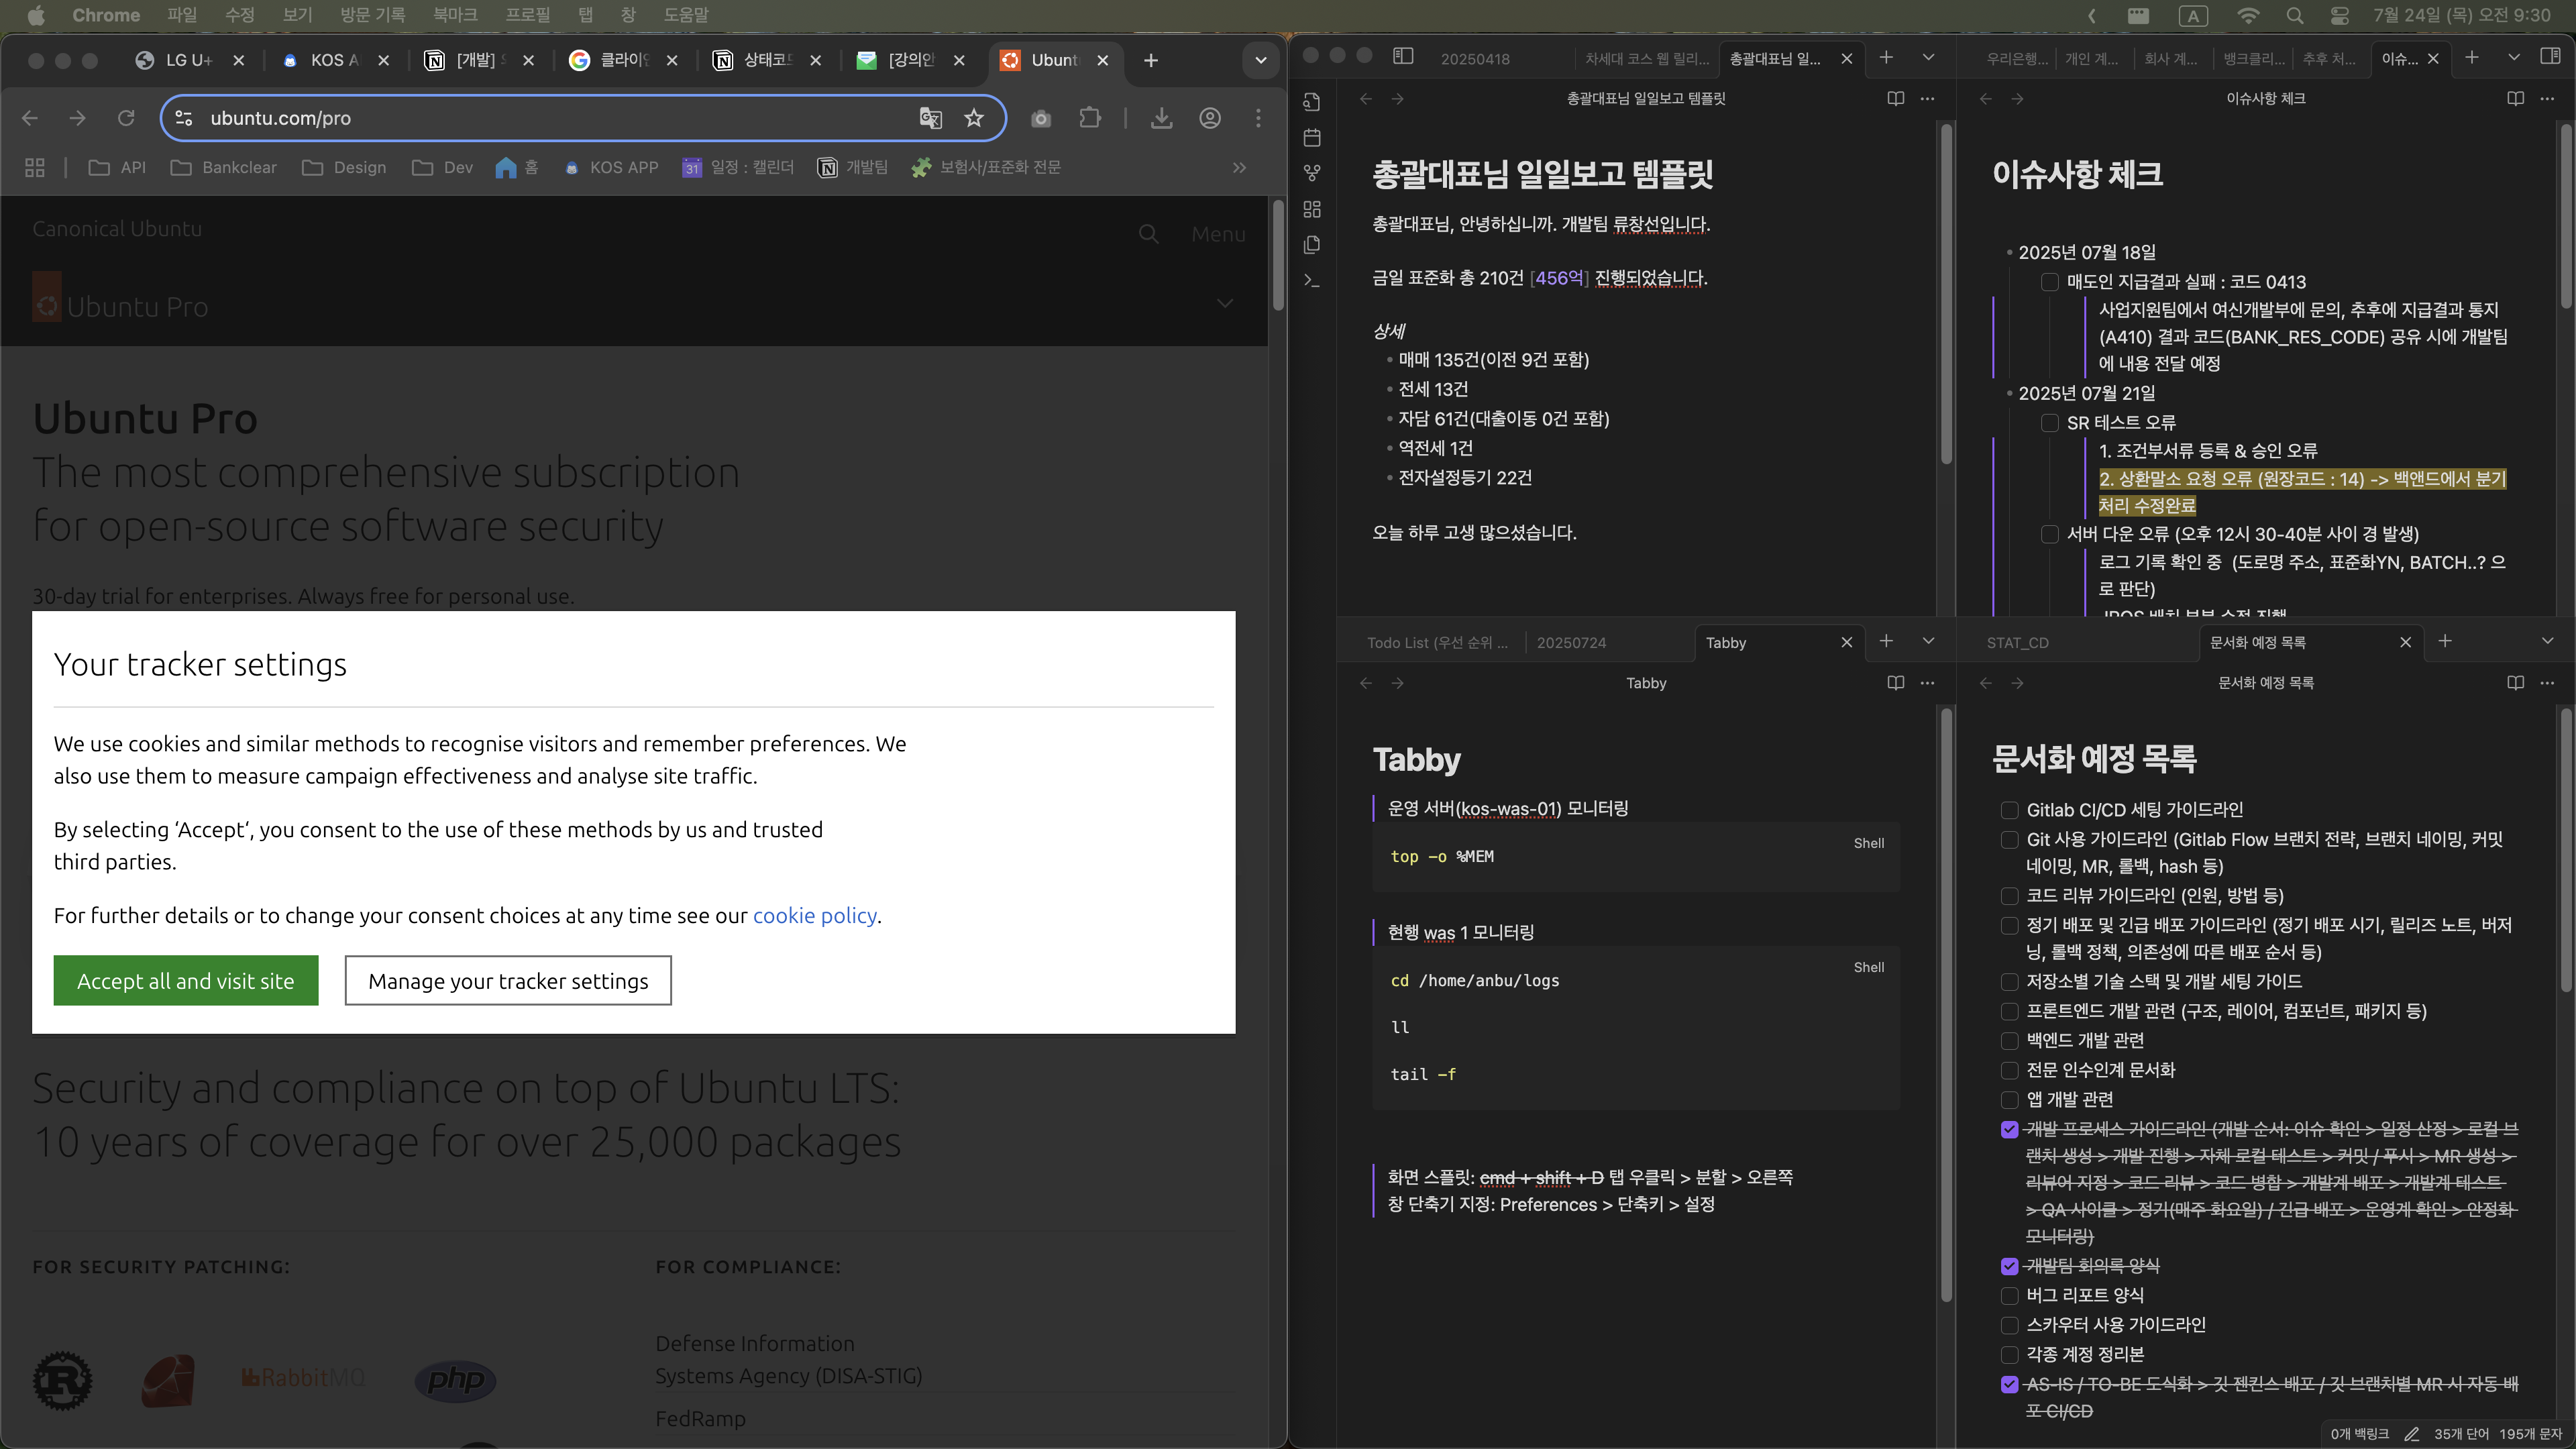 Chrome 파일 수정 보기 방문 기록 북마크 프로필 탭 창 도움말
A 7월 24일 (목) 오전 9:30
LG U+
KOS A
[개발] 5
클라이언
상태코드
[강의안
Ubunt
ubuntu.com/pro
API Bankclear Design Dev 홈 KOS APP 31 일정 : 캘린더 개발팀 보험사/표준화 전문
Canonical Ubuntu
Menu
Ubuntu Pro
Ubuntu Pro
The most comprehensive subscription
for open-source software security
30-day trial for enterprises. Always free for personal use.
Your tracker settings
We use cookies and similar methods to recognise visitors and remember preferences. We
also use them to measure campaign effectiveness and analyse site traffic.
By selecting ‘Accept‘, you consent to the use of these methods by us and trusted
third parties.
For further details or to change your consent choices at any time see our cookie policy.
Accept all and visit site
Manage your tracker settings
Security and compliance on top of Ubuntu LTS:
10 years of coverage for over 25,000 packages
FOR SECURITY PATCHING:
RabbitMQ
php
FOR COMPLIANCE:
Defense Information
Systems Agency (DISA-STIG)
FedRamp
20250418
차세대 코스 웹 릴리...
총괄대표님 일...
총괄대표님 일일보고 템플릿
총괄대표님 일일보고 템플릿
총괄대표님, 안녕하십니까. 개발팀 류창선입니다.
금일 표준화 총 210건 [456억] 진행되었습니다.
상세
매매 135건(이전 9건 포함)
전세 13건
자담 61건(대출이동 0건 포함)
역전세 1건
전자설정등기 22건
오늘 하루 고생 많으셨습니다.
우리은행...
개인 계...
회사 계...
뱅크클리...
추후 처...
이슈...
이슈사항 체크
이슈사항 체크
2025년 07월 18일
매도인 지급결과 실패 : 코드 0413
사업지원팀에서 여신개발부에 문의, 추후에 지급결과 통지
(A410) 결과 코드(BANK_RES_CODE) 공유 시에 개발팀
에 내용 전달 예정
2025년 07월 21일
SR 테스트 오류
1. 조건부서류 등록 & 승인 오류
2. 상환말소 요청 오류 (원장코드 : 14) -> 백앤드에서 분기
처리 수정완료
서버 다운 오류 (오후 12시 30-40분 사이 경 발생)
로그 기록 확인 중 (도로명 주소, 표준화YN, BATCH..? 으
로 판단)
IROS 배치 부분 수정 진행
Todo List (우선 순위 ...
20250724
Tabby
Tabby
Tabby
운영 서버(kos-was-01) 모니터링
Shell
top -o %MEM
현행 was 1 모니터링
Shell
cd /home/anbu/logs
ll
tail -f
화면 스플릿: cmd + shift + D 탭 우클릭 > 분할 > 오른쪽
창 단축기 지정: Preferences > 단축키 > 설정
STAT_CD
문서화 예정 목록
문서화 예정 목록
문서화 예정 목록
Gitlab CI/CD 세팅 가이드라인
Git 사용 가이드라인 (Gitlab Flow 브랜치 전략, 브랜치 네이밍, 커밋
네이밍, MR, 롤백, hash 등)
코드 리뷰 가이드라인 (인원, 방법 등)
정기 배포 및 긴급 배포 가이드라인 (정기 배포 시기, 릴리즈 노트, 버저
닝, 롤백 정책, 의존성에 따른 배포 순서 등)
저장소별 기술 스택 및 개발 세팅 가이드
프론트엔드 개발 관련 (구조, 레이어, 컴포넌트, 패키지 등)
백엔드 개발 관련
전문 인수인계 문서화
앱 개발 관련
개발 프로세스 가이드라인 (개발 순서: 이슈 확인 > 일정 산정 > 로컬 브
랜치 생성 > 개발 진행 > 자체 로컬 테스트 > 커밋 / 푸시 > MR 생성 >
리뷰어 지정 > 코드 리뷰 > 코드 병합 > 개발계 배포 > 개발계 테스트
> QA 사이클 > 정기(매주 화요일) / 긴급 배포 > 운영계 확인 > 안정화
모니터링)
개발팀 회의록 양식
버그 리포트 양식
스카우터 사용 가이드라인
각종 계정 정리본
AS-IS / TO-BE 도식화 > 깃 젠킨스 배포 / 깃 브랜치별 MR 시 자동 배
포 CI/CD
0개 백링크 35개 단어 195개 문자